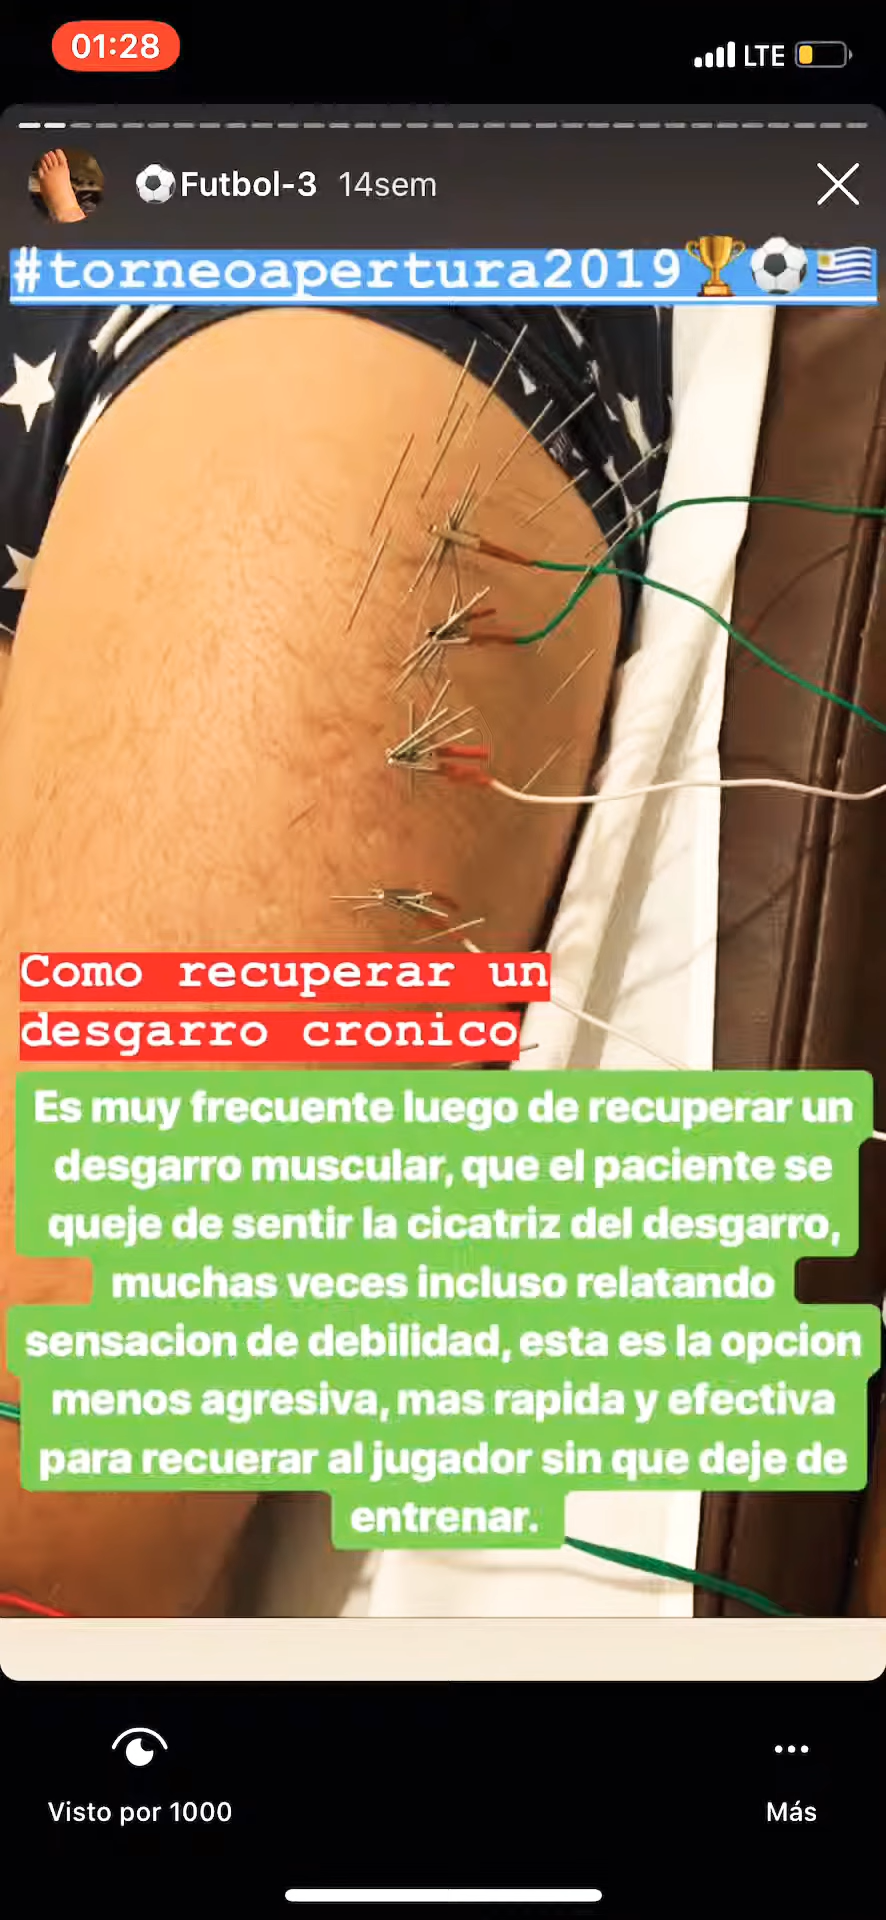 01:28
LTE
Futbol-3 14sem
#torneoapertura2019
Como recuperar un
desgarro cronico
Es muy frecuente luego de recuperar un
desgarro muscular, que el paciente se
queje de sentir la cicatriz del desgarro,
muchas veces incluso relatando
sensacion de debilidad, esta es la opcion
menos agresiva, mas rapida y efectiva
para recuerar al jugador sin que deje de
entrenar.
Visto por 1000
Más